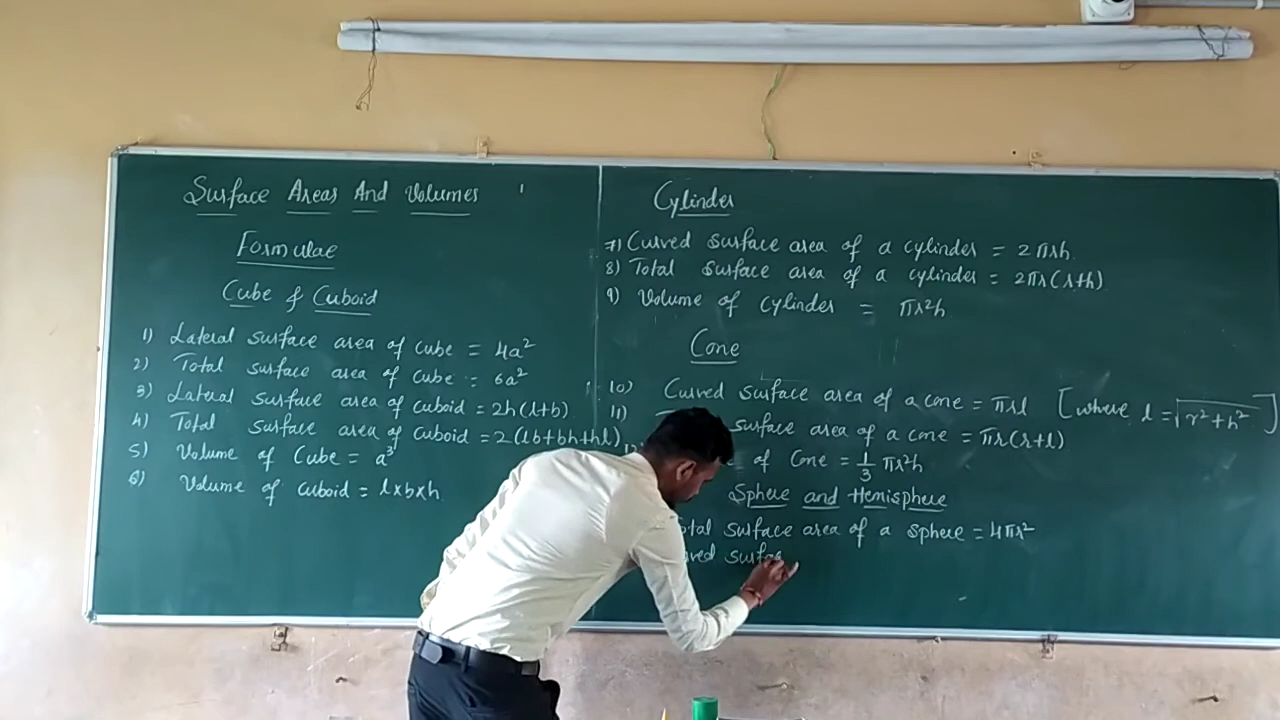 Surface Areas And Volumes
Formulae
Cube & Cuboid
1) Lateral surface area of cube = 4a²
2) Total surface area of cube = 6a²
3) Lateral surface area of cuboid = 2h(l+b)
4) Total surface area of cuboid = 2(lb+bh+hl)
5) Volume of Cube = a³
6) Volume of cuboid = l×b×h
Cylinder
7) Curved surface area of a cylinder = 2πrh
8) Total surface area of a cylinder = 2πr(r+h)
9) Volume of cylinder = πr²h
Cone
10) Curved surface area of a cone = πrl [where l = √r²+h²]
11) surface area of a cone = πr(r+l)
of Cone = 1/3 πr²h
Sphere and Hemisphere
Total surface area of a sphere = 4πr²